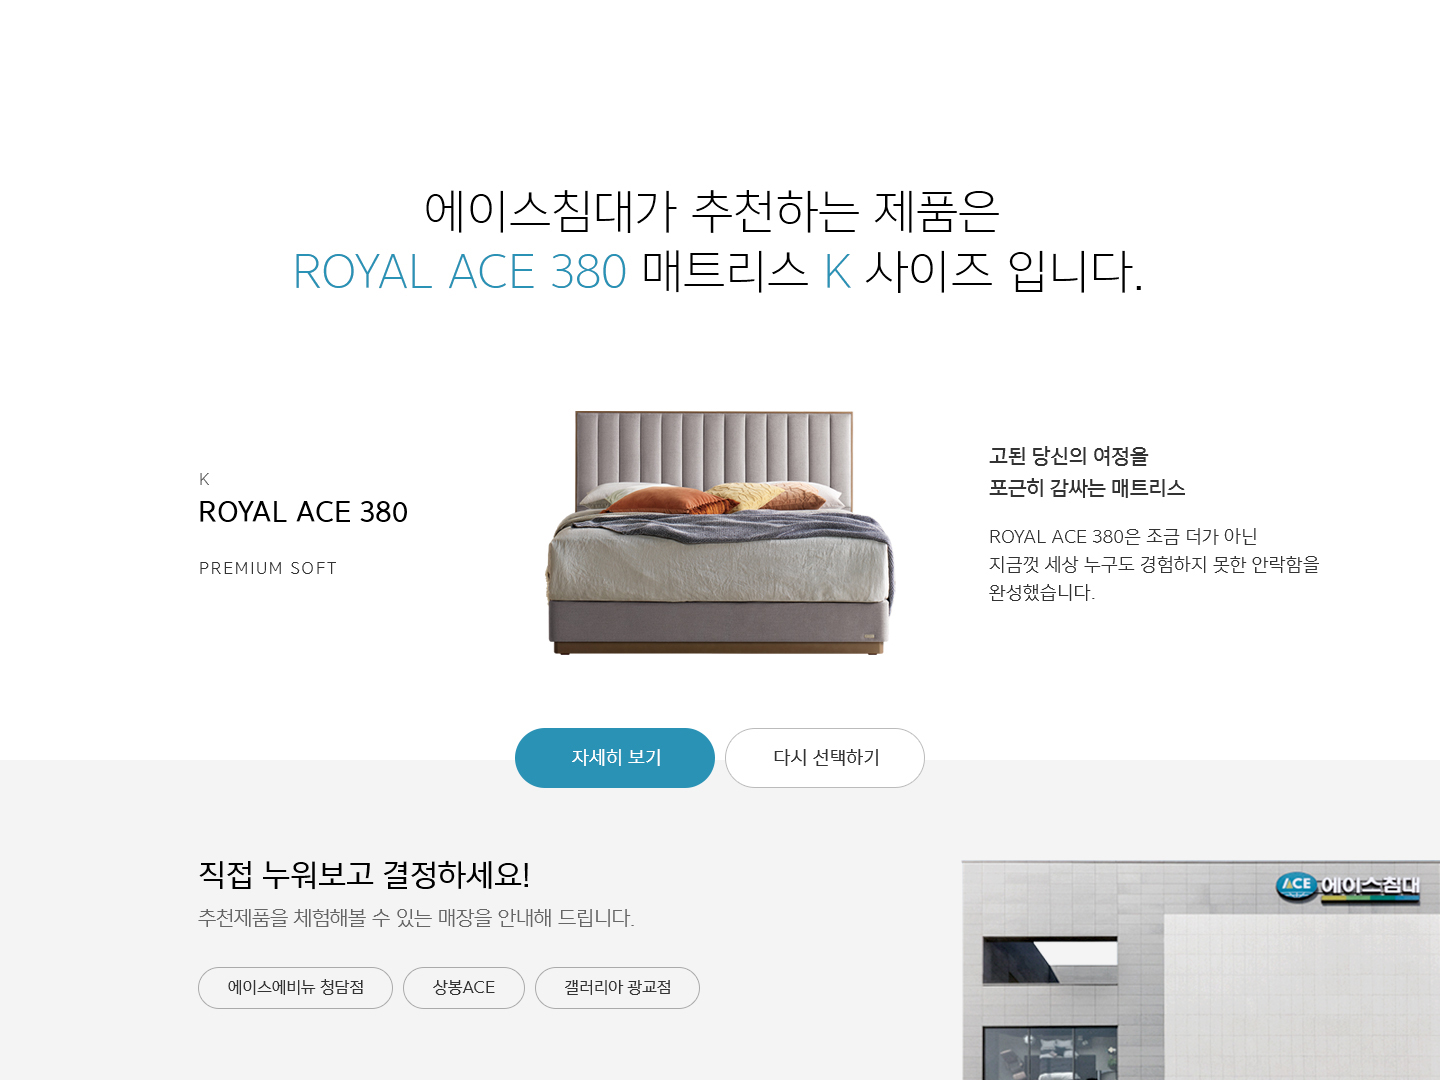 에이스침대가 추천하는 제품은
ROYAL ACE 380 매트리스 K 사이즈 입니다.
K
ROYAL ACE 380
PREMIUM SOFT
고된 당신의 여정을
포근히 감싸는 매트리스
ROYAL ACE 380은 조금 더가 아닌
지금껏 세상 누구도 경험하지 못한 안락함을
완성했습니다.
자세히 보기
다시 선택하기
직접 누워보고 결정하세요!
추천제품을 체험해볼 수 있는 매장을 안내해 드립니다.
에이스에비뉴 청담점
상봉ACE
갤러리아 광교점
ACE 에이스침대